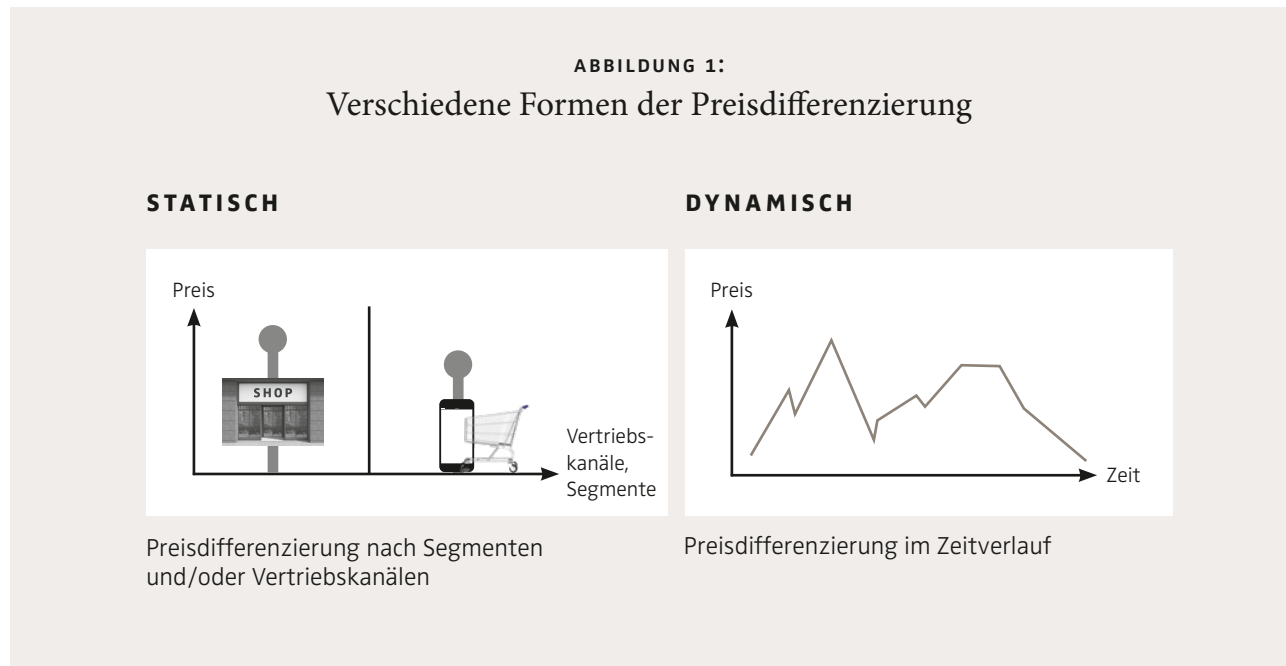 ABBILDUNG 1:
Verschiedene Formen der Preisdifferenzierung
STATISCH
Preis
SHOP
Vertriebs-
kanäle,
Segmente
Preisdifferenzierung nach Segmenten
und/oder Vertriebskanälen
DYNAMISCH
Preis
Zeit
Preisdifferenzierung im Zeitverlauf